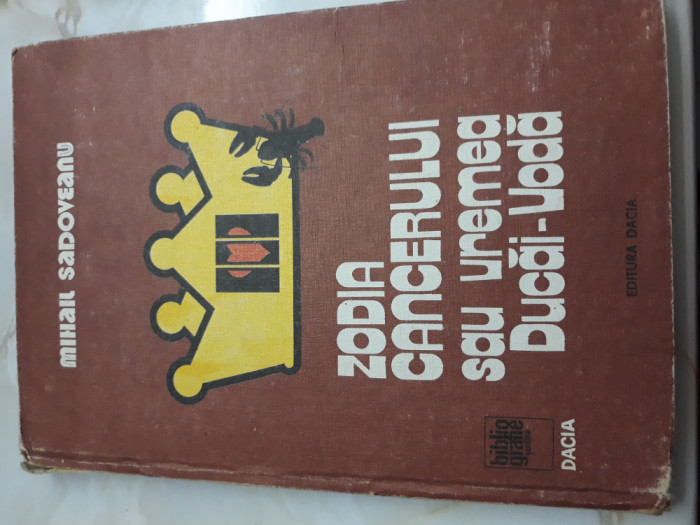 MIHAIL SADOVEANU
ZODIA
CANCERULUI
sau vremea
Ducăi-Vodă
biblio
grafie
DACIA
EDITURA DACIA